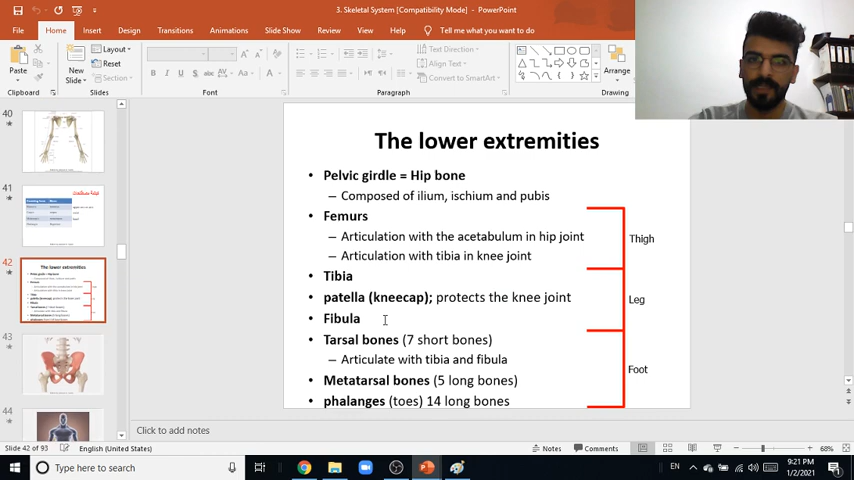 3. Skeletal System [Compatibility Mode] - PowerPoint
File Home Insert Design Transitions Animations Slide Show Review View Help Tell me what you want to do
Paste
New
Slide
Layout
Reset
Section
Text Direction
Align Text
Convert to SmartArt
Arrange
Clipboard
Slides
Font
Paragraph
Drawing
40
41
42
43
44
The lower extremities
• Pelvic girdle = Hip bone
– Composed of ilium, ischium and pubis
• Femurs
– Articulation with the acetabulum in hip joint
– Articulation with tibia in knee joint
Thigh
• Tibia
• patella (kneecap); protects the knee joint
Leg
• Fibula
• Tarsal bones (7 short bones)
– Articulate with tibia and fibula
Foot
• Metatarsal bones (5 long bones)
• phalanges (toes) 14 long bones
Click to add notes
Slide 42 of 93 English (United States) Notes Comments 68%
Type here to search
EN 9:21 PM
1/2/2021